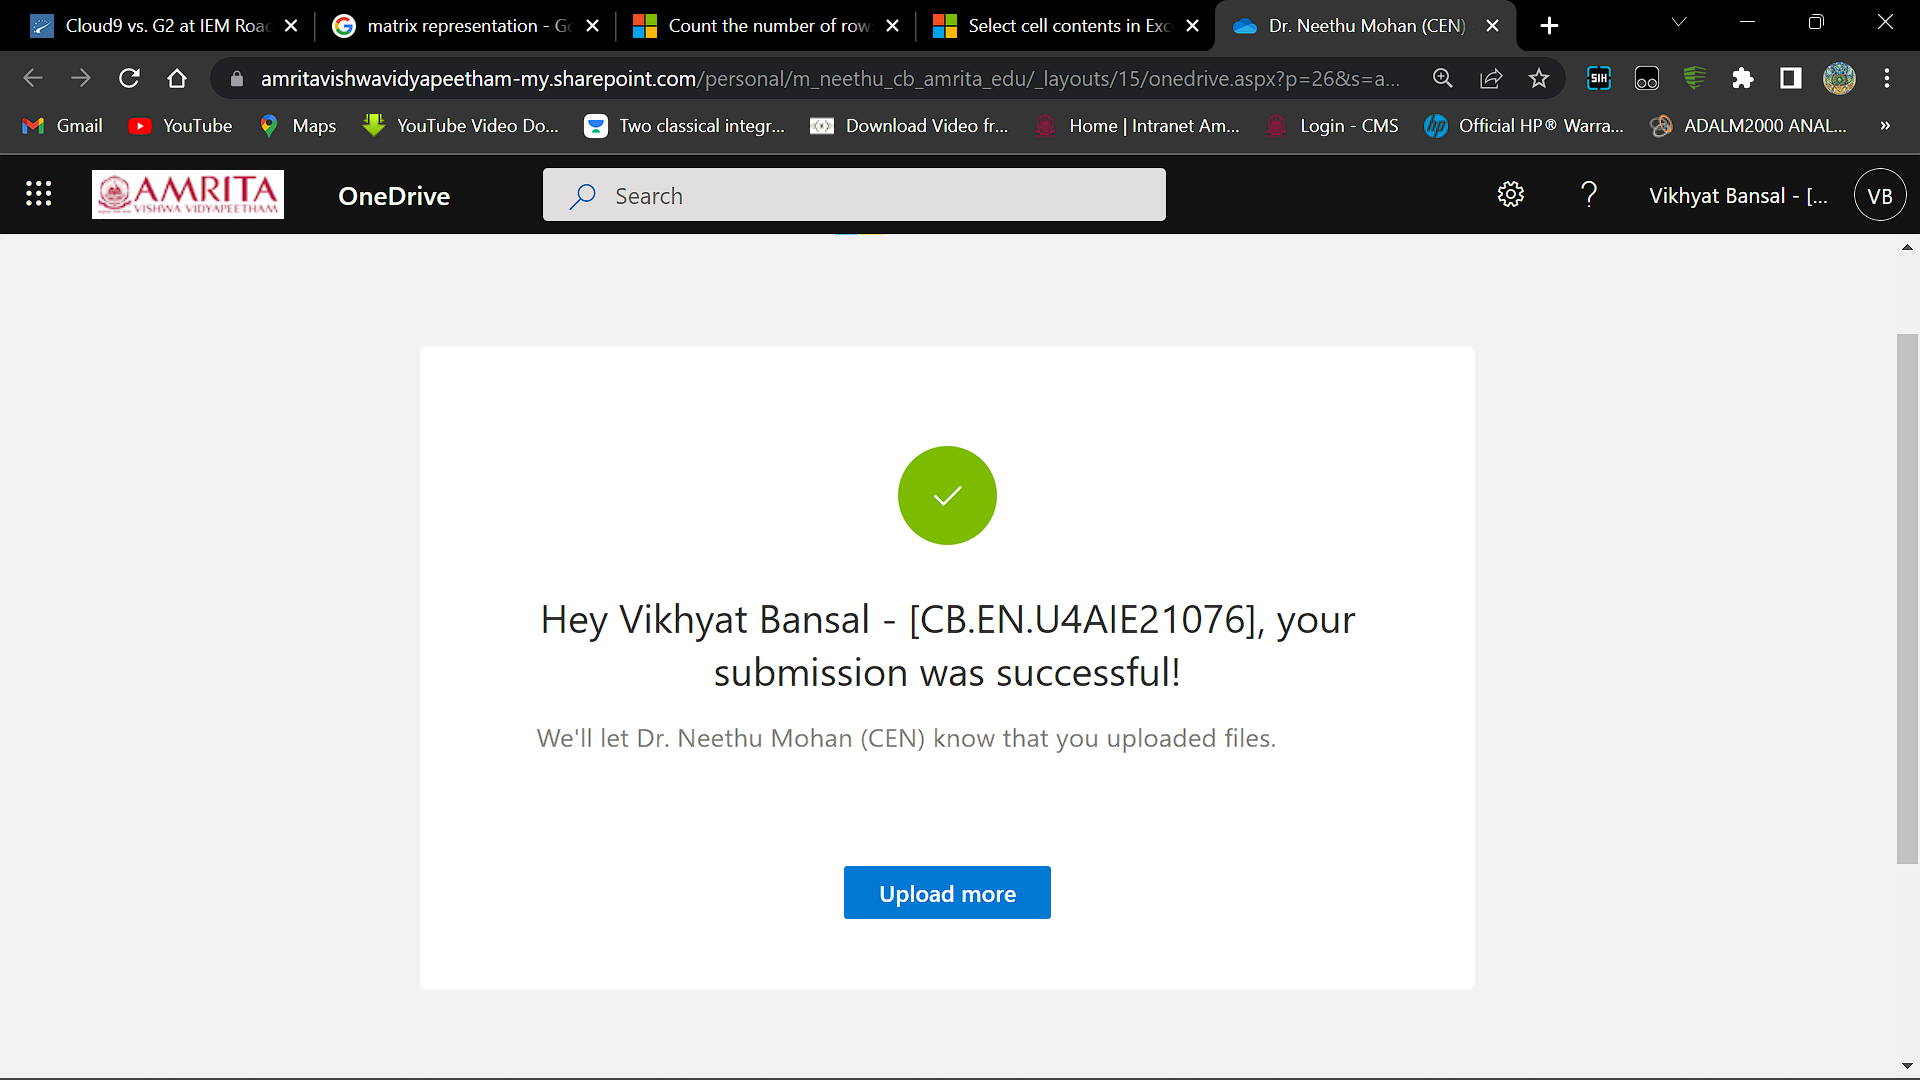 Cloud9 vs. G2 at IEM Roa
matrix representation - Go
Count the number of row
Select cell contents in Exc
Dr. Neethu Mohan (CEN)
amritavishwavidyapeetham-my.sharepoint.com/personal/m_neethu_cb_amrita_edu/_layouts/15/onedrive.aspx?p=26&s=a...
SIH
Gmail
YouTube
Maps
YouTube Video Do...
Two classical integr...
Download Video fr...
Home | Intranet Am...
Login - CMS
Official HP® Warra...
ADALM2000 ANAL...
»
AMRITA
VISHWA VIDYAPEETHAM
OneDrive
Search
?
Vikhyat Bansal - [...
VB
Hey Vikhyat Bansal - [CB.EN.U4AIE21076], your
submission was successful!
We'll let Dr. Neethu Mohan (CEN) know that you uploaded files.
Upload more